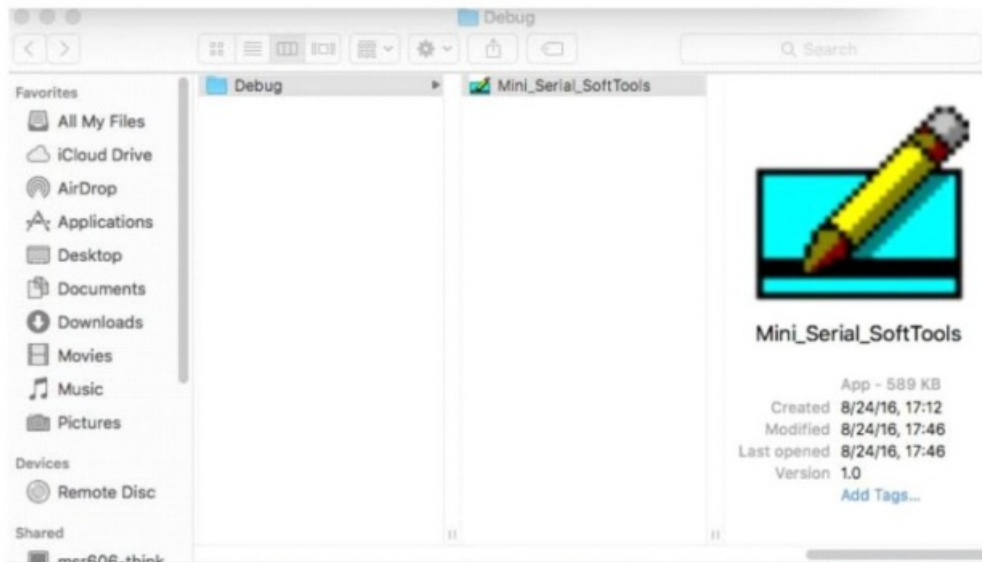 Debug
Search
Favorites
All My Files
iCloud Drive
AirDrop
Applications
Desktop
Documents
Downloads
Movies
Music
Pictures
Devices
Remote Disc
Shared
msr606-think
Debug
Mini_Serial_SoftTools
Mini_Serial_SoftTools
App - 589 KB
Created 8/24/16, 17:12
Modified 8/24/16, 17:46
Last opened 8/24/16, 17:46
Version 1.0
Add Tags...